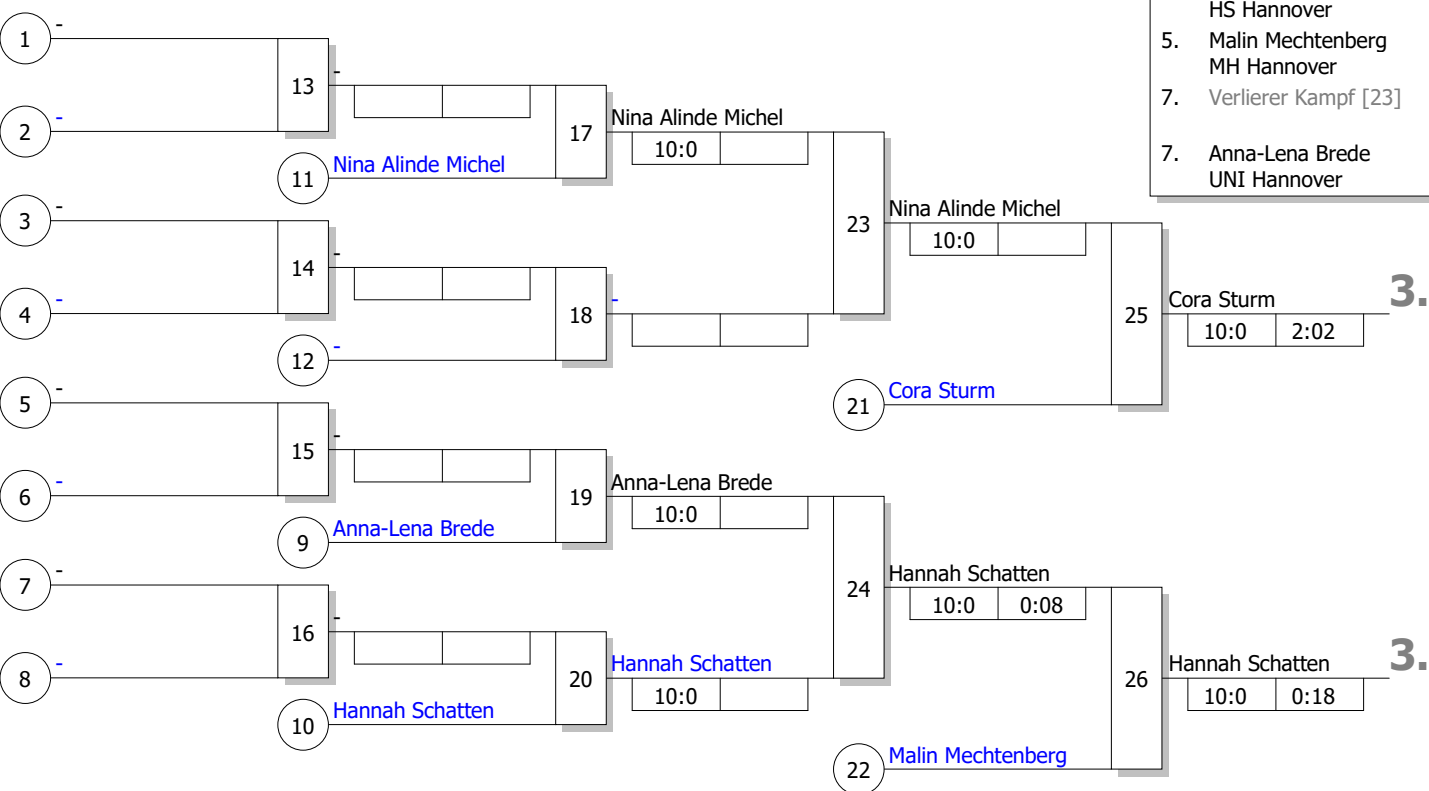 HS Hannover
5. Malin Mechtenberg
MH Hannover
7. Verlierer Kampf [23]
7. Anna-Lena Brede
UNI Hannover
1 -
13 -
2 -
17 Nina Alinde Michel
10:0
11 Nina Alinde Michel
3 -
23 Nina Alinde Michel
10:0
14 -
4 -
18 -
12 -
25 Cora Sturm 3.
10:0 2:02
21 Cora Sturm
5 -
15 -
6 -
19 Anna-Lena Brede
10:0
9 Anna-Lena Brede
7 -
24 Hannah Schatten
10:0 0:08
16 -
8 -
20 Hannah Schatten
10:0
10 Hannah Schatten
26 Hannah Schatten 3.
10:0 0:18
22 Malin Mechtenberg